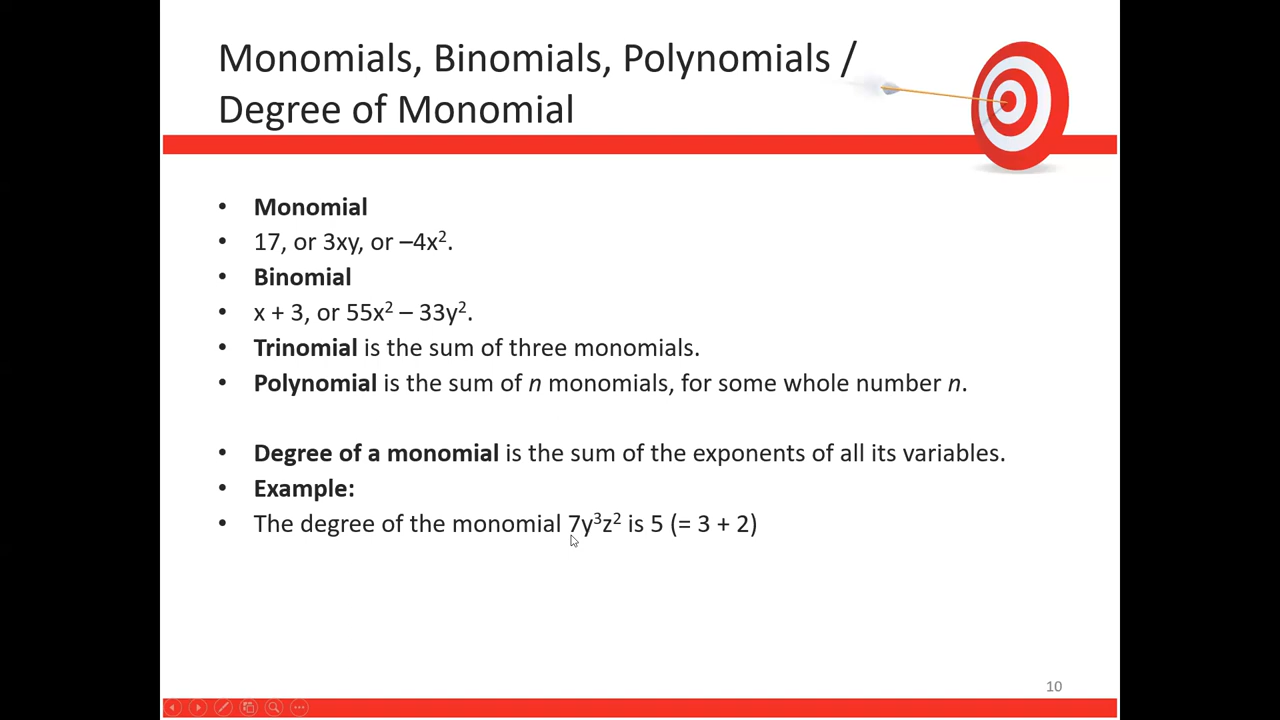 Monomials, Binomials, Polynomials /
Degree of Monomial
• Monomial
• 17, or 3xy, or –4x².
• Binomial
• x + 3, or 55x² – 33y².
• Trinomial is the sum of three monomials.
• Polynomial is the sum of n monomials, for some whole number n.
• Degree of a monomial is the sum of the exponents of all its variables.
• Example:
• The degree of the monomial 7y³z² is 5 (= 3 + 2)
10